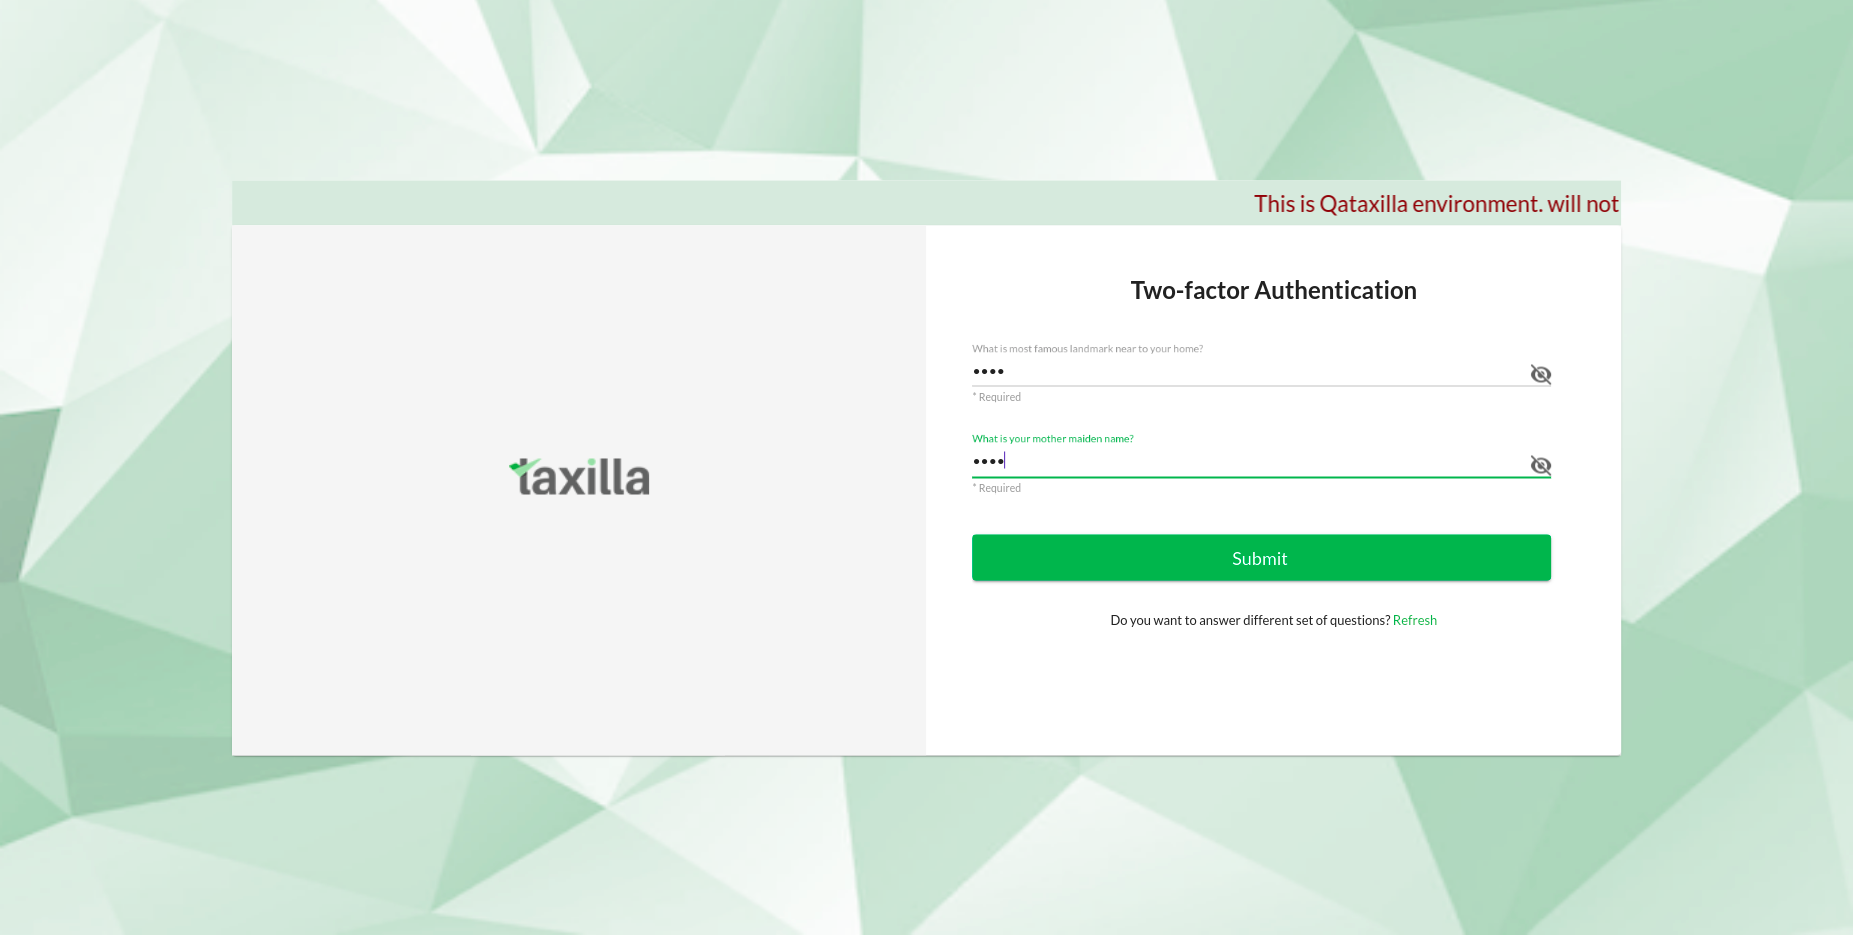 This is Qataxilla environment. will not
taxilla
Two-factor Authentication
What is most famous landmark near to your home?
••••
* Required
What is your mother maiden name?
••••
* Required
Submit
Do you want to answer different set of questions? Refresh